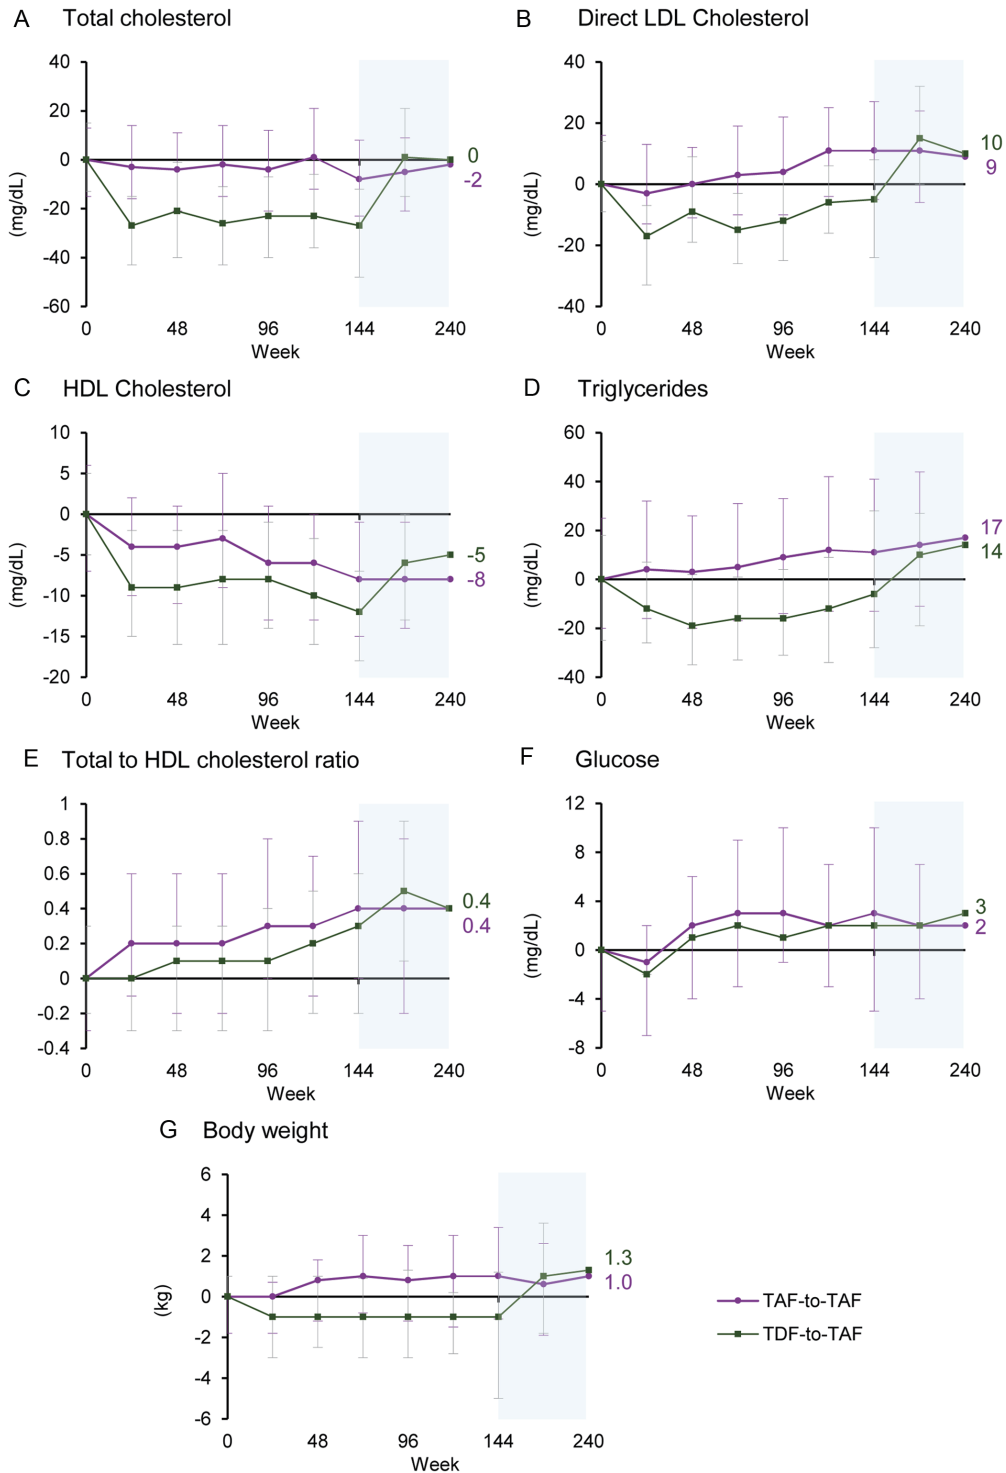 A Total cholesterol
40
20
0
-20
-40
-60
(mg/dL)
0
-2
0 48 96 144 240
Week
B Direct LDL Cholesterol
40
20
0
-20
-40
(mg/dL)
10
9
0 48 96 144 240
Week
C HDL Cholesterol
10
5
0
-5
-10
-15
-20
(mg/dL)
-5
-8
0 48 96 144 240
Week
D Triglycerides
60
40
20
0
-20
-40
(mg/dL)
17
14
0 48 96 144 240
Week
E Total to HDL cholesterol ratio
1
0.8
0.6
0.4
0.2
0
-0.2
-0.4
0.4
0.4
0 48 96 144 240
Week
F Glucose
12
8
4
0
-4
-8
(mg/dL)
3
2
0 48 96 144 240
Week
G Body weight
6
4
2
0
-2
-4
-6
(kg)
1.3
1.0
0 48 96 144 240
Week
TAF-to-TAF
TDF-to-TAF